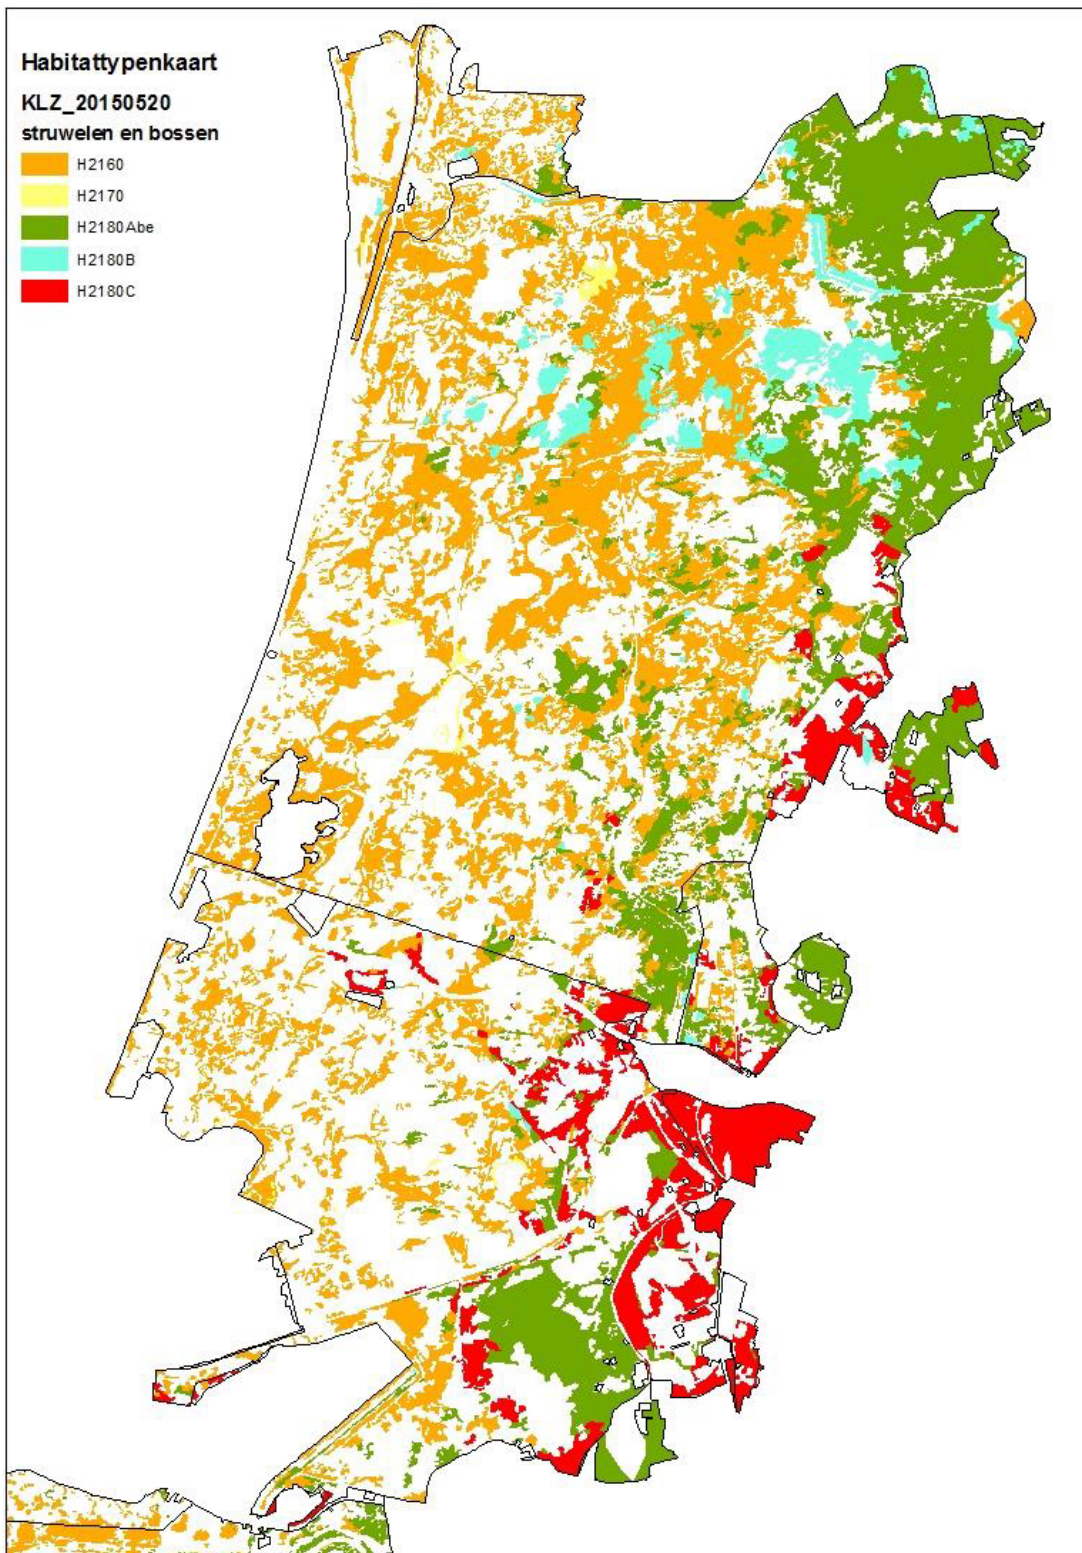 Habitattypenkaart
KLZ_20150520
struwelen en bossen
H2160
H2170
H2180Abe
H2180B
H2180C